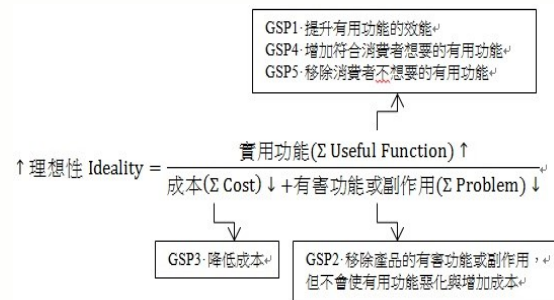 GSP1·提升有用功能的效能↵
GSP4·增加符合消費者想要的有用功能↵
GSP5·移除消費者不想要的有用功能↵
實用功能(Σ Useful Function)↑
↑理想性 Ideality=
成本(Σ Cost)↓+有害功能或副作用(Σ Problem)↓
GSP3·降低成本↵
GSP2·移除產品的有害功能或副作用，↵
但不會使有用功能惡化與增加成本↵